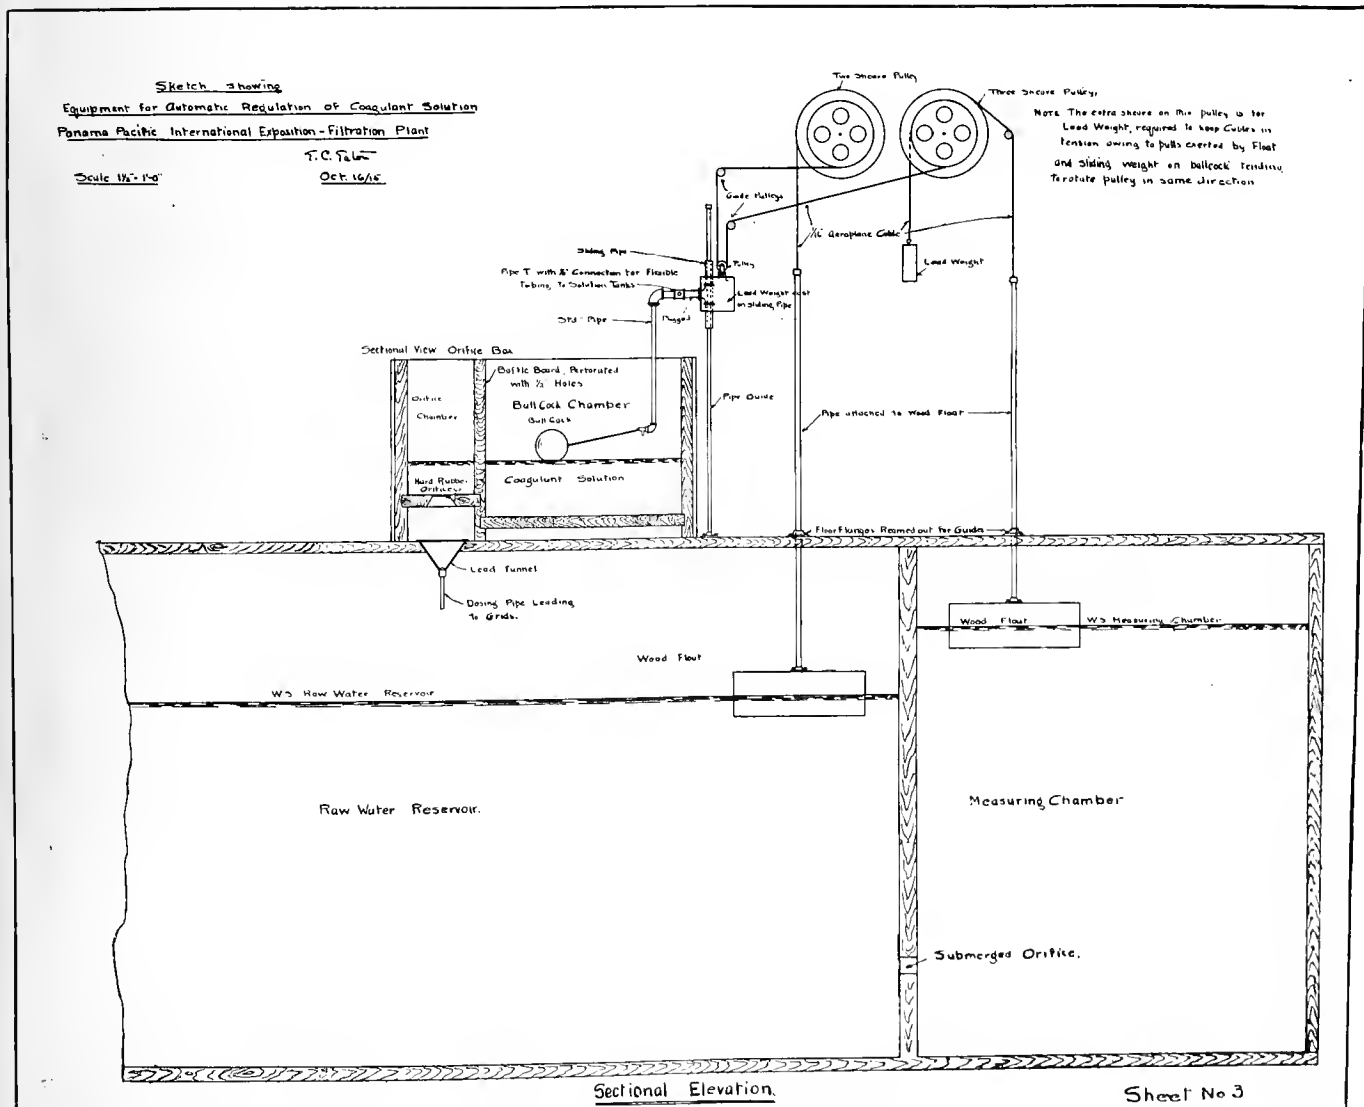 Sketch showing
Equipment for Automatic Regulation of Coagulant Solution
Panama Pacific International Exposition - Filtration Plant
Scale 1½" - 1'-0"
Oct. 16/15
Two Sheave Pulley
Three Sheave Pulley,
NOTE The extra sheave on this pulley is for
Lead Weight, required to keep Cables in
tension owing to pulls exerted by Float
and sliding weight on ballcock tending
to rotate pulley in same direction
Guide Pulleys
1/16" Aeroplane Cable
Lead Weight
Sliding Pipe
Pulley
Pipe T with Connection for Flexible
Tubing, To Solution Tanks
Lead Weight cast
on sliding Pipe
Plugged
Std Pipe
Sectional View Orifice Box
Baffle Board, Perforated
with ½" Holes
Orifice
Chamber
Ball Cock Chamber
Ball Cock
Pipe Guide
Pipe attached to Wood Float
Hard Rubber
Orifices
Coagulant Solution
Floor Flanges Reamed out For Guides
Lead Funnel
Dosing Pipe Leading
To Grids.
Wood Float
WS Measuring Chamber
Wood Float
WS Raw Water Reservoir
Raw Water Reservoir.
Measuring Chamber
Submerged Orifice.
Sectional Elevation.
Sheet No 3